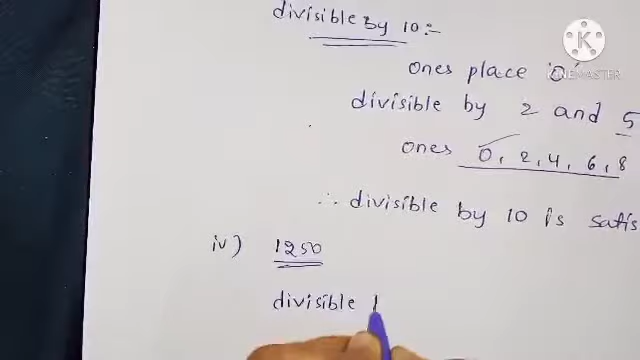 divisible by 10:-
ones place '0'
divisible by 2 and 5
ones 0, 2, 4, 6, 8
∴ divisible by 10 is satis
iv) 1250
divisible
KINEMASTER